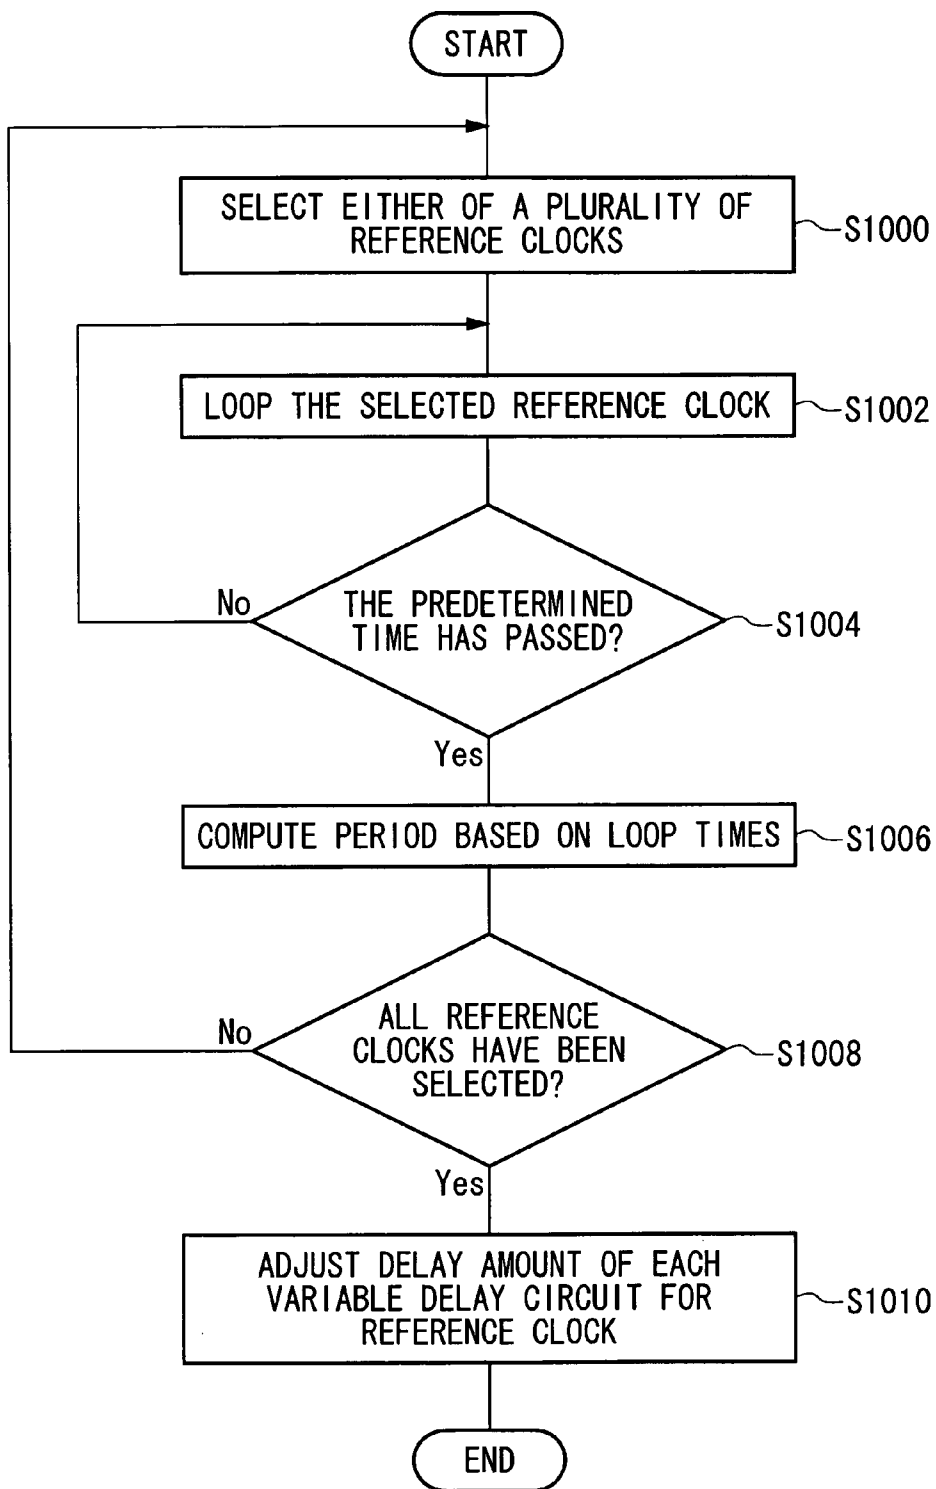 START
SELECT EITHER OF A PLURALITY OF
REFERENCE CLOCKS
S1000
LOOP THE SELECTED REFERENCE CLOCK
S1002
No
THE PREDETERMINED
TIME HAS PASSED?
S1004
Yes
COMPUTE PERIOD BASED ON LOOP TIMES
S1006
No
ALL REFERENCE
CLOCKS HAVE BEEN
SELECTED?
S1008
Yes
ADJUST DELAY AMOUNT OF EACH
VARIABLE DELAY CIRCUIT FOR
REFERENCE CLOCK
S1010
END